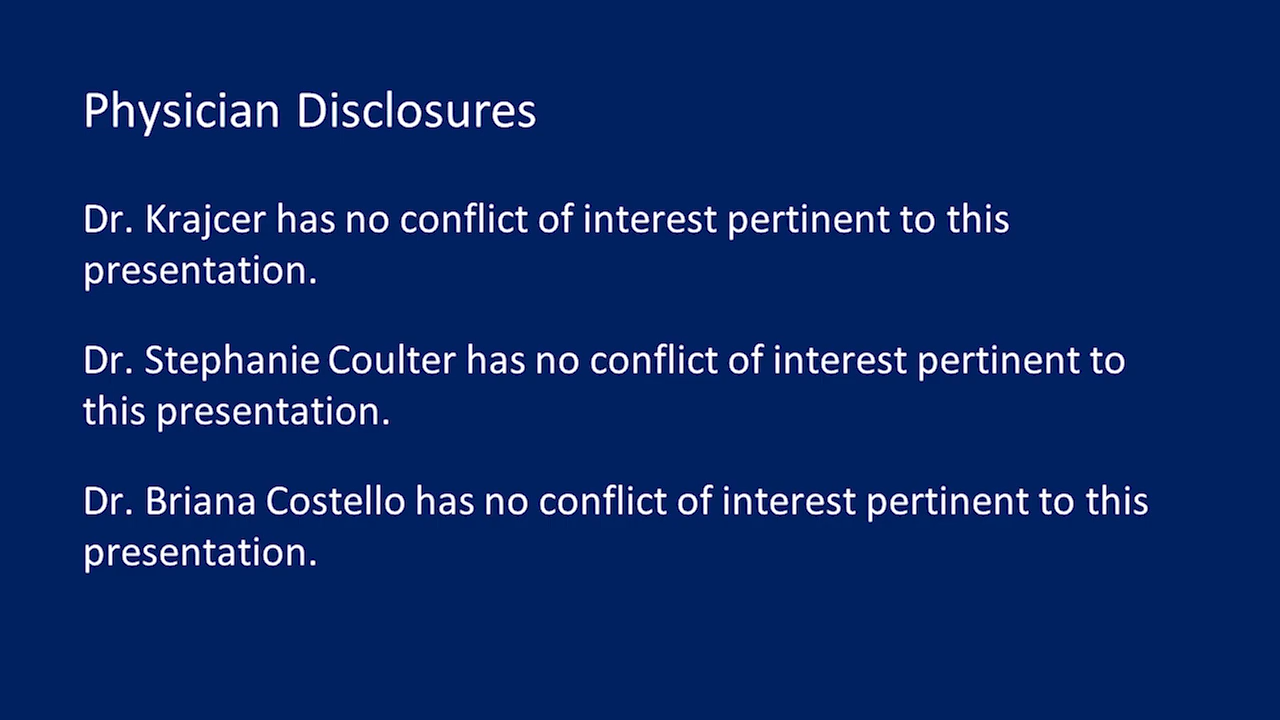 Physician Disclosures
Dr. Krajcer has no conflict of interest pertinent to this
presentation.
Dr. Stephanie Coulter has no conflict of interest pertinent to
this presentation.
Dr. Briana Costello has no conflict of interest pertinent to this
presentation.